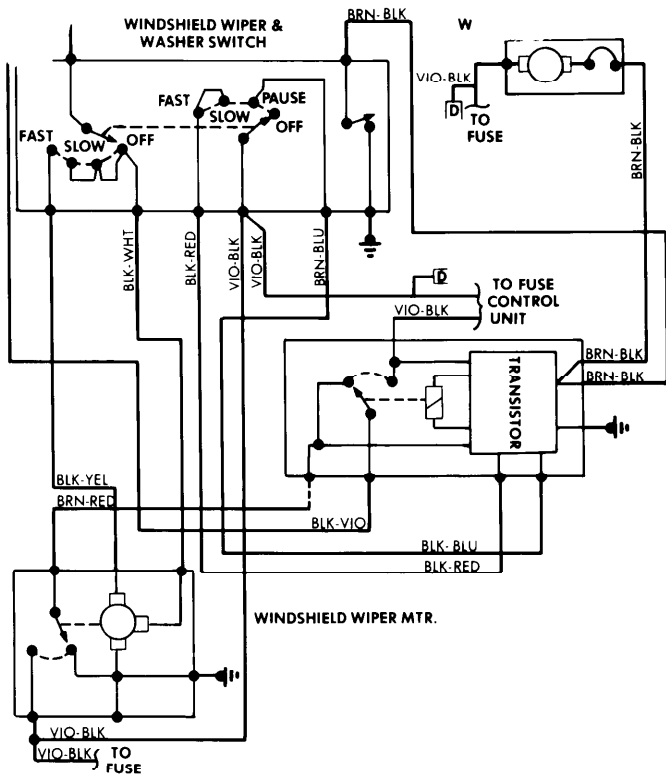 BRN-BLK
WINDSHIELD WIPER &
WASHER SWITCH
W
VIO-BLK
D
TO
FUSE
FAST
PAUSE
SLOW
OFF
FAST
SLOW
OFF
BRN-BLK
BLK-WHT
BLK-RED
VIO-BLK
VIO-BLK
BRN-BLU
D
TO FUSE
CONTROL
UNIT
VIO-BLK
BRN-BLK
BRN-BLK
TRANSISTOR
BLK-YEL
BRN-RED
BLK-VIO
BLK-BLU
BLK-RED
WINDSHIELD WIPER MTR.
VIO-BLK
VIO-BLK
TO
FUSE